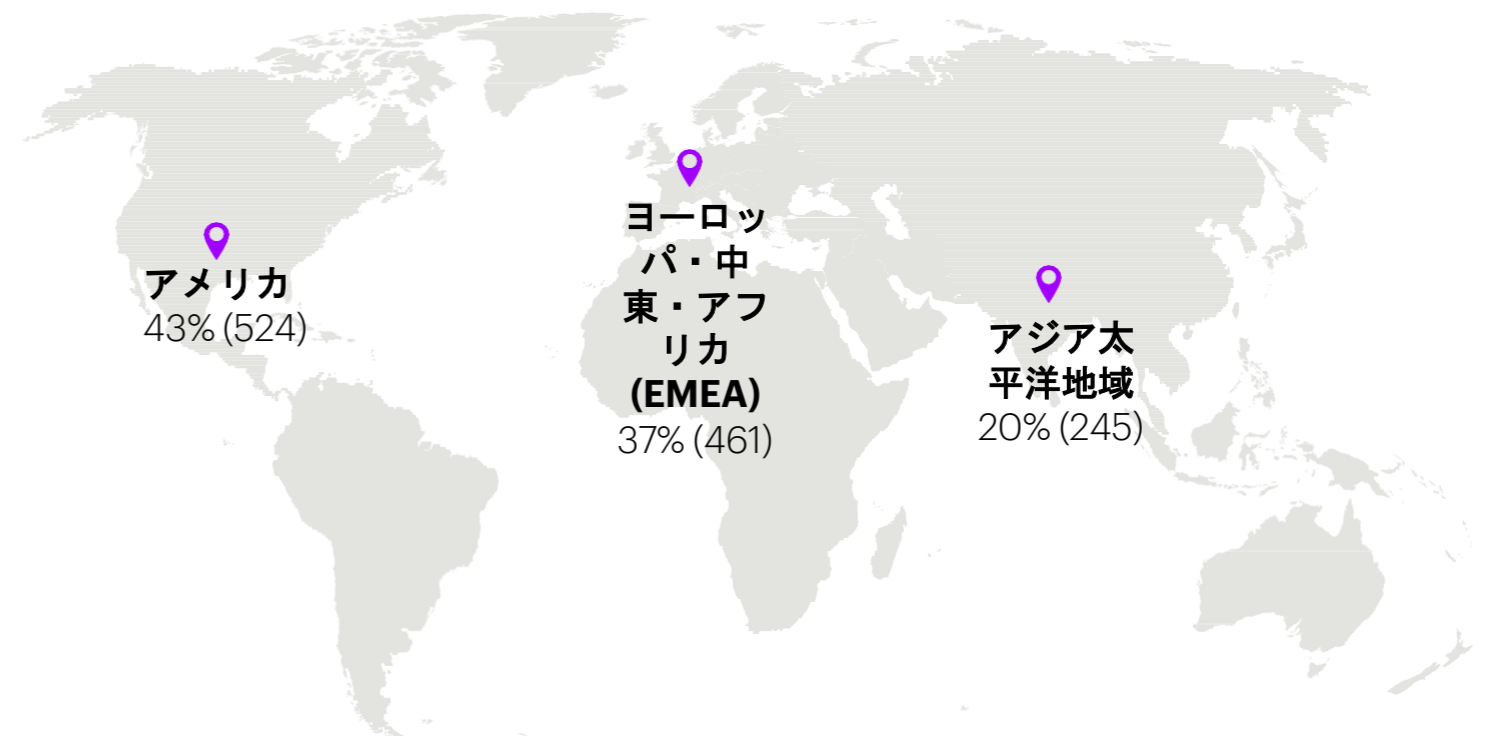 アメリカ
43% (524)
ヨーロッ
パ・中
東・アフ
リカ
(EMEA)
37% (461)
アジア太
平洋地域
20% (245)